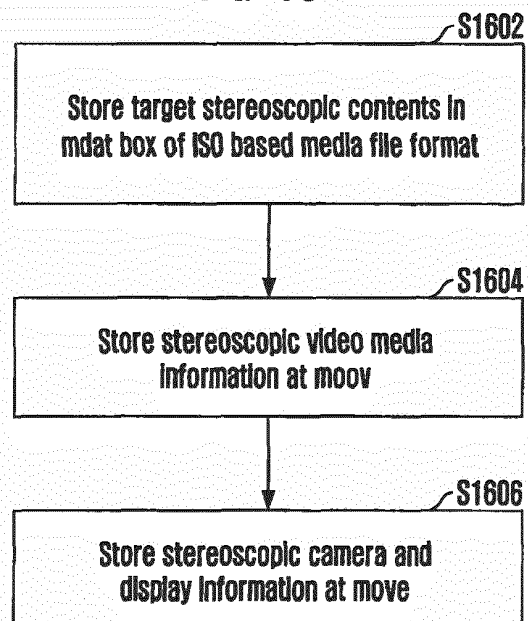 S1602
Store target stereoscopic contents in
mdat box of ISO based media file format
S1604
Store stereoscopic video media
information at moov
S1606
Store stereoscopic camera and
display information at move